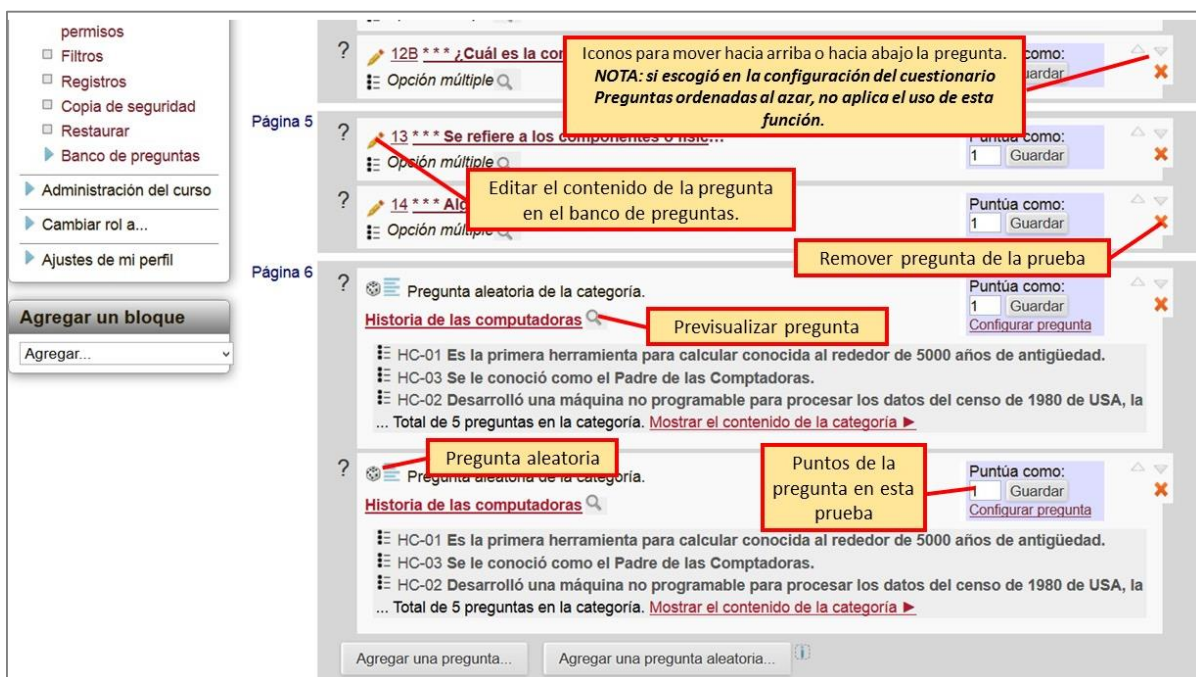 permisos
Filtros
Registros
Copia de seguridad
Restaurar
Banco de preguntas
Administración del curso
Cambiar rol a...
Ajustes de mi perfil
Agregar un bloque
Agregar...
? 12B * * * ¿Cuál es la con
Opción múltiple
Iconos para mover hacia arriba o hacia abajo la pregunta.
NOTA: si escogió en la configuración del cuestionario
Preguntas ordenadas al azar, no aplica el uso de esta
función.
como:
uardar
Página 5
? 13 * * * Se refiere a los componentes o físic...
Opción múltiple
Puntúa como:
1 Guardar
Editar el contenido de la pregunta
en el banco de preguntas.
? 14 * * * Alg
Opción múltiple
Puntúa como:
1 Guardar
Remover pregunta de la prueba
Página 6
? Pregunta aleatoria de la categoría.
Historia de las computadoras
Previsualizar pregunta
Puntúa como:
1 Guardar
Configurar pregunta
HC-01 Es la primera herramienta para calcular conocida al rededor de 5000 años de antigüedad.
HC-03 Se le conoció como el Padre de las Comptadoras.
HC-02 Desarrolló una máquina no programable para procesar los datos del censo de 1980 de USA, la
... Total de 5 preguntas en la categoría. Mostrar el contenido de la categoría ►
Pregunta aleatoria
? Pregunta aleatoria de la categoría.
Historia de las computadoras
Puntos de la
pregunta en esta
prueba
Puntúa como:
1 Guardar
Configurar pregunta
HC-01 Es la primera herramienta para calcular conocida al rededor de 5000 años de antigüedad.
HC-03 Se le conoció como el Padre de las Comptadoras.
HC-02 Desarrolló una máquina no programable para procesar los datos del censo de 1980 de USA, la
... Total de 5 preguntas en la categoría. Mostrar el contenido de la categoría ►
Agregar una pregunta...
Agregar una pregunta aleatoria...